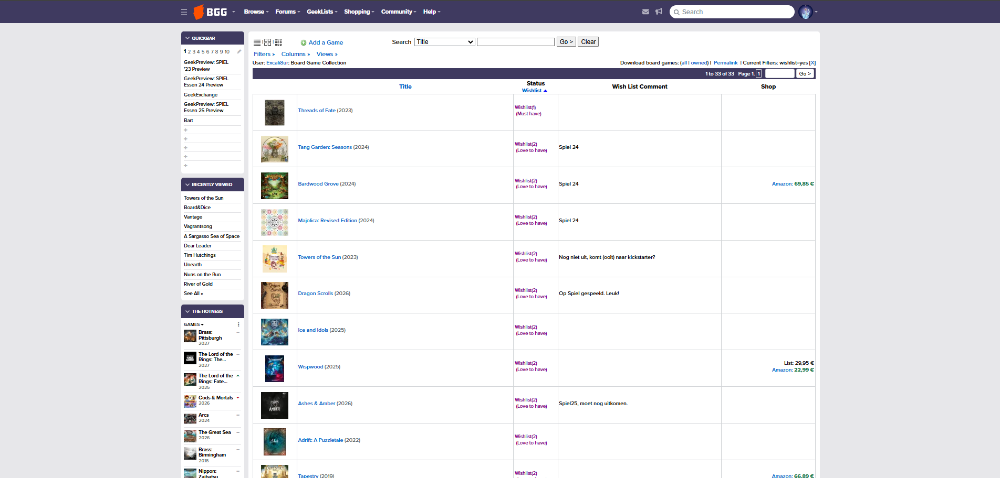 BGG Browse Forums GeekLists Shopping Community Help Search
QUICKBAR
1 2 3 4 5 6 7 8 9 10
GeekPreview: SPIEL
'23 Preview
GeekPreview: SPIEL
Essen 24 Preview
GeekExchange
GeekPreview: SPIEL
Essen 25 Preview
Bart
+
+
+
+
+
RECENTLY VIEWED
Towers of the Sun
Board&Dice
Vantage
Vagrantsong
A Sargasso Sea of Space
Dear Leader
Tim Hutchings
Unearth
Nuns on the Run
River of Gold
See All »
THE HOTNESS
GAMES
Brass:
Pittsburgh
2027
The Lord of the
Rings: The...
2027
The Lord of the
Rings: Fate...
2025
Gods & Mortals
2026
Arcs
2024
The Great Sea
2026
Brass:
Birmingham
2018
Nippon:
Zaibatsu
Add a Game Search Title Go > Clear
Filters » Columns » Views »
User: Excali8ur: Board Game Collection Download board games: (all | owned) | Permalink | Current Filters: wishlist=yes [X]
1 to 33 of 33 Page 1. 1 Go >
Title Status Wish List Comment Shop
Wishlist
Threads of Fate (2023) Wishlist(1)
(Must have)
Tang Garden: Seasons (2024) Wishlist(2) Spiel 24
(Love to have)
Bardwood Grove (2024) Wishlist(2) Spiel 24 Amazon: 69,85 €
(Love to have)
MAJOLICA
Majolica: Revised Edition (2024) Wishlist(2) Spiel 24
(Love to have)
TOWERS
OF THE SUN
Towers of the Sun (2023) Wishlist(2) Nog niet uit, komt (ooit) naar kickstarter?
(Love to have)
Dragon
Scrolls
Dragon Scrolls (2026) Wishlist(2) Op Spiel gespeeld. Leuk!
(Love to have)
Ice and Idols (2025) Wishlist(2)
(Love to have)
Wispwood
Wispwood (2025) Wishlist(2) List: 29,95 €
(Love to have) Amazon: 22,99 €
ASHES
AMBER
Ashes & Amber (2026) Wishlist(2) Spiel25, moet nog uitkomen.
(Love to have)
Adrift
Adrift: A Puzzletale (2022) Wishlist(2)
(Love to have)
TAPESTRY
Tapestry (2019) Wishlist(2) Amazon: 66,89 €